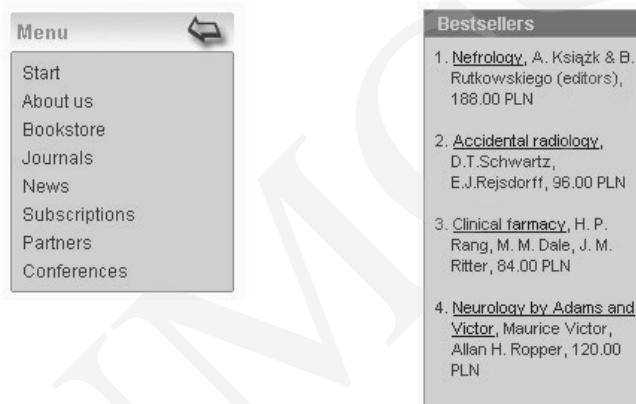 Menu
Start
About us
Bookstore
Journals
News
Subscriptions
Partners
Conferences
Bestsellers
1. Nefrology, A. Książk & B.
Rutkowskiego (editors),
188.00 PLN
2. Accidental radiology,
D.T.Schwartz,
E.J.Rejsdorff, 96.00 PLN
3. Clinical farmacy, H. P.
Rang, M. M. Dale, J. M.
Ritter, 84.00 PLN
4. Neurology by Adams and
Victor, Maurice Victor,
Allan H. Ropper, 120.00
PLN